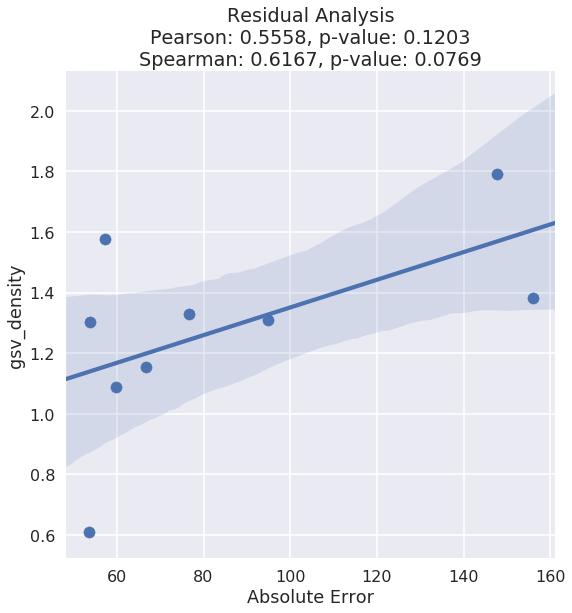 Residual Analysis
Pearson: 0.5558, p-value: 0.1203
Spearman: 0.6167, p-value: 0.0769
gsv_density
2.0
1.8
1.6
1.4
1.2
1.0
0.8
0.6
60 80 100 120 140 160
Absolute Error